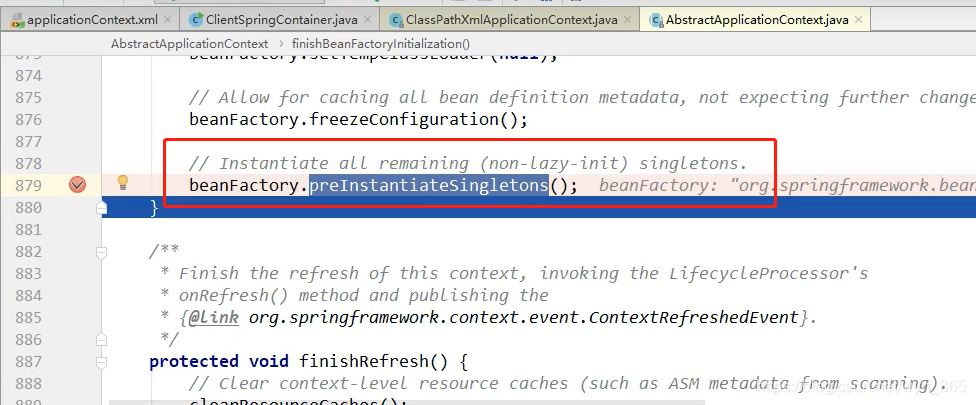 applicationContext.xml ClientSpringContainer.java ClassPathXmlApplicationContext.java AbstractApplicationContext.java
AbstractApplicationContext finishBeanFactoryInitialization()
beanFactory.setTempClassLoader(null);
874
875 // Allow for caching all bean definition metadata, not expecting further change
876 beanFactory.freezeConfiguration();
877
878 // Instantiate all remaining (non-lazy-init) singletons.
879 beanFactory.preInstantiateSingletons(); beanFactory: "org.springframework.bean
880 }
881
882 /**
883 * Finish the refresh of this context, invoking the LifecycleProcessor's
884 * onRefresh() method and publishing the
885 * {@link org.springframework.context.event.ContextRefreshedEvent}.
886 */
887 protected void finishRefresh() {
888 // Clear context-level resource caches (such as ASM metadata from scanning).
889 clearResourceCaches();